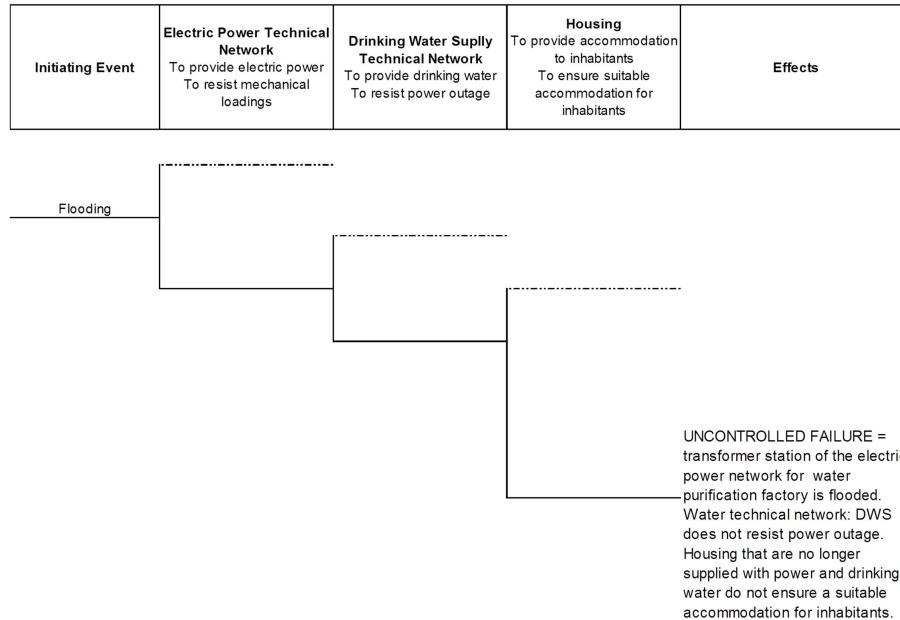 Initiating Event
Electric Power Technical
Network
To provide electric power
To resist mechanical
loadings
Drinking Water Suplly
Technical Network
To provide drinking water
To resist power outage
Housing
To provide accommodation
to inhabitants
To ensure suitable
accommodation for
inhabitants
Effects
Flooding
UNCONTROLLED FAILURE =
transformer station of the electric
power network for water
purification factory is flooded.
Water technical network: DWS
does not resist power outage.
Housing that are no longer
supplied with power and drinking
water do not ensure a suitable
accommodation for inhabitants.